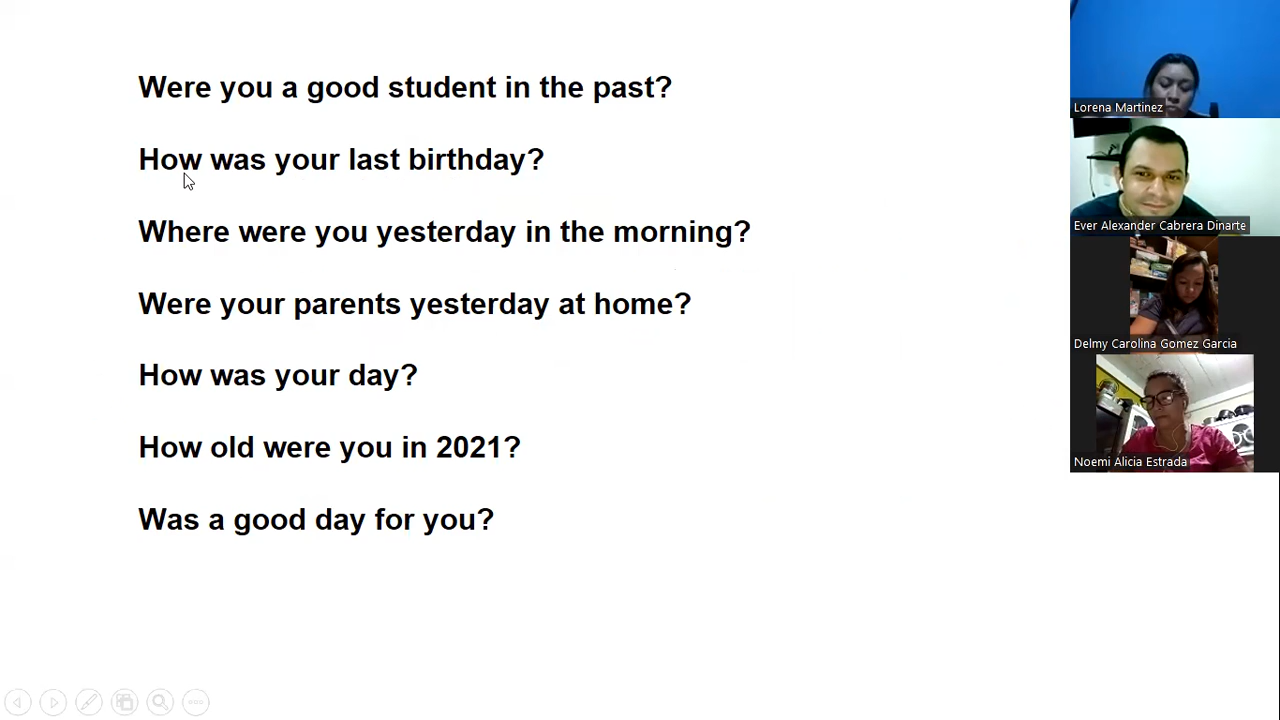 Were you a good student in the past?
How was your last birthday?
Where were you yesterday in the morning?
Were your parents yesterday at home?
How was your day?
How old were you in 2021?
Was a good day for you?
Lorena Martinez
Ever Alexander Cabrera Dinarte
Delmy Carolina Gomez Garcia
Noemi Alicia Estrada